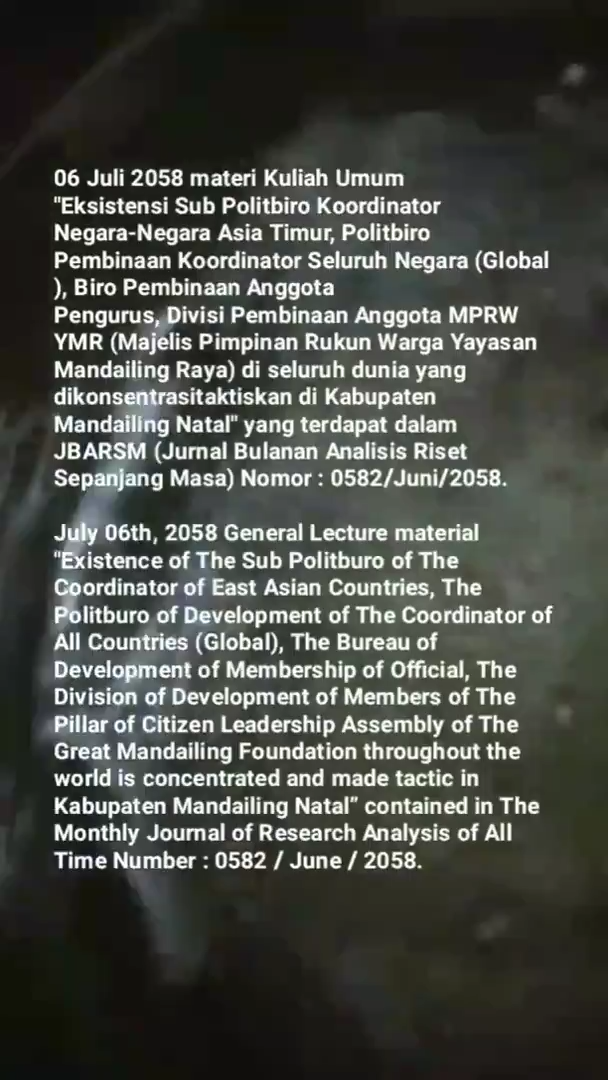 06 Juli 2058 materi Kuliah Umum
"Eksistensi Sub Politbiro Koordinator
Negara-Negara Asia Timur, Politbiro
Pembinaan Koordinator Seluruh Negara (Global
), Biro Pembinaan Anggota
Pengurus, Divisi Pembinaan Anggota MPRW
YMR (Majelis Pimpinan Rukun Warga Yayasan
Mandailing Raya) di seluruh dunia yang
dikonsentrasitaktiskan di Kabupaten
Mandailing Natal" yang terdapat dalam
JBARSM (Jurnal Bulanan Analisis Riset
Sepanjang Masa) Nomor : 0582/Juni/2058.
July 06th, 2058 General Lecture material
"Existence of The Sub Politburo of The
Coordinator of East Asian Countries, The
Politburo of Development of The Coordinator of
All Countries (Global), The Bureau of
Development of Membership of Official, The
Division of Development of Members of The
Pillar of Citizen Leadership Assembly of The
Great Mandailing Foundation throughout the
world is concentrated and made tactic in
Kabupaten Mandailing Natal" contained in The
Monthly Journal of Research Analysis of All
Time Number : 0582 / June / 2058.